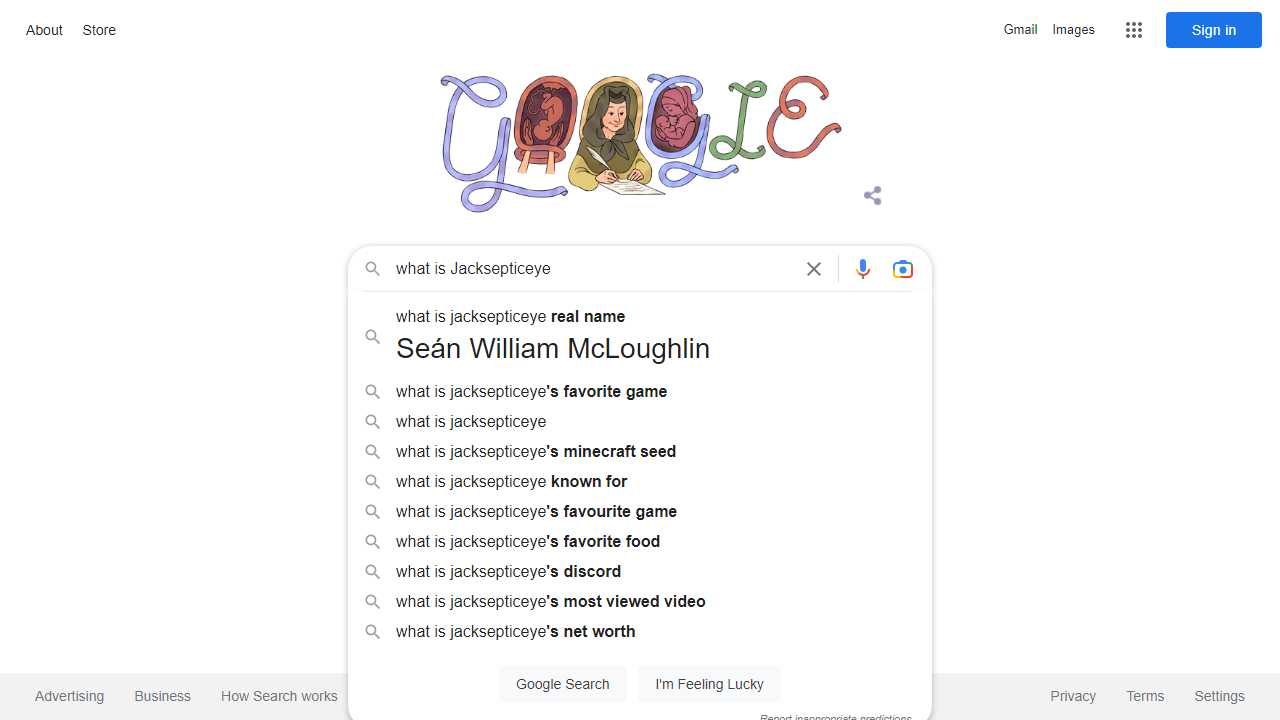 About Store Gmail Images Sign in
GOOGLE
what is Jacksepticeye
what is jacksepticeye real name
Seán William McLoughlin
what is jacksepticeye's favorite game
what is jacksepticeye
what is jacksepticeye's minecraft seed
what is jacksepticeye known for
what is jacksepticeye's favourite game
what is jacksepticeye's favorite food
what is jacksepticeye's discord
what is jacksepticeye's most viewed video
what is jacksepticeye's net worth
Google Search I'm Feeling Lucky
Advertising Business How Search works Privacy Terms Settings
Report inappropriate predictions